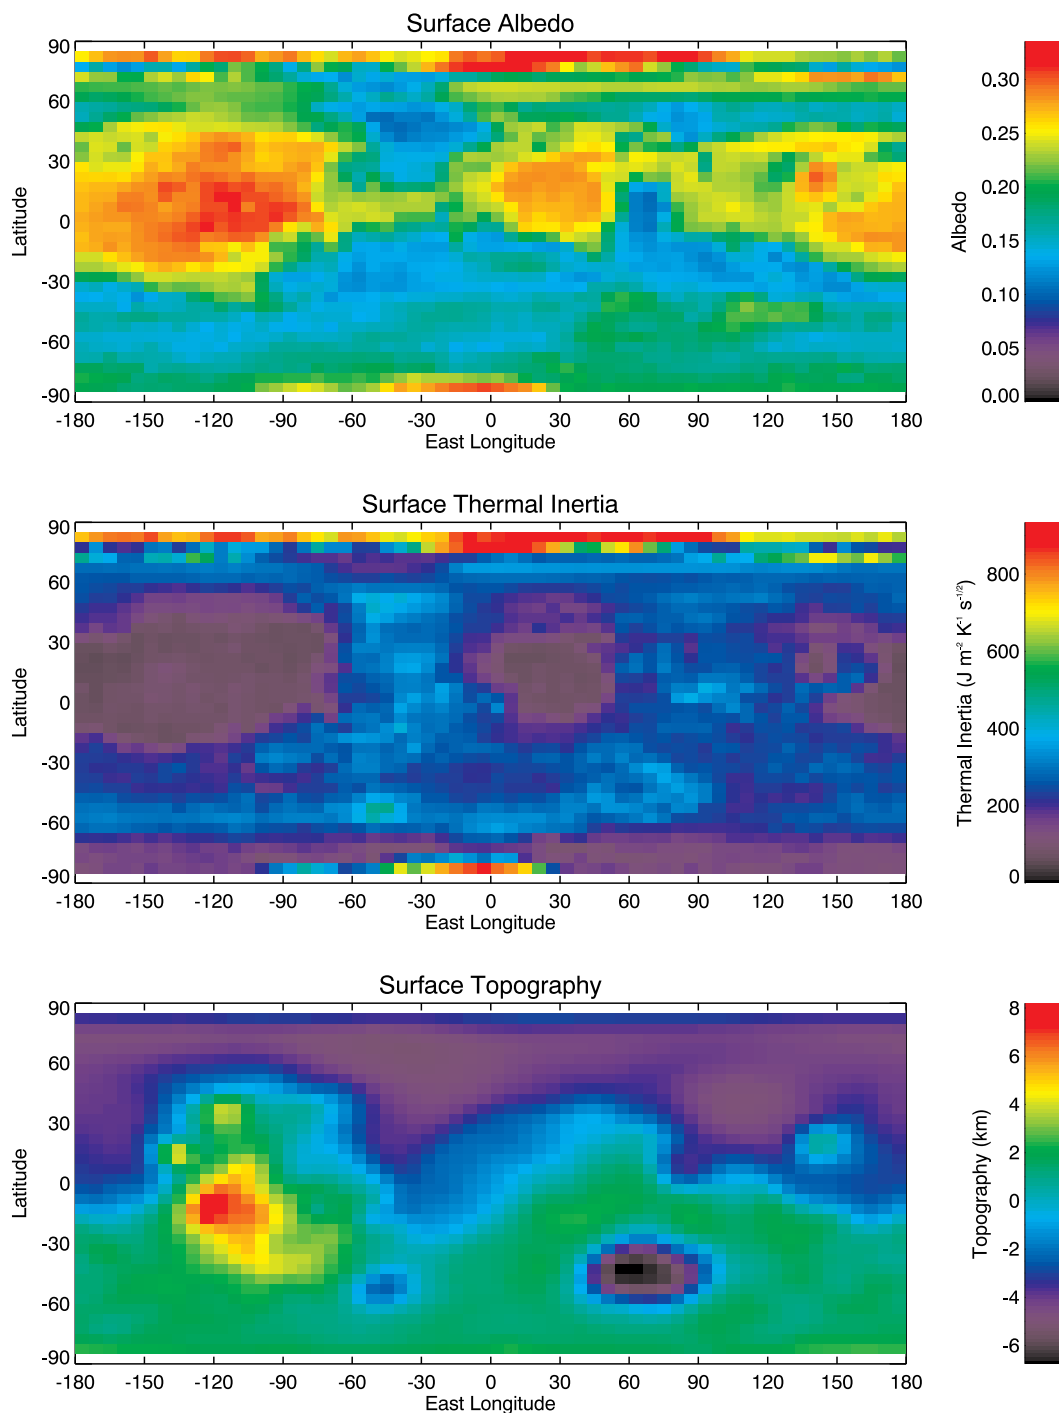 Surface Albedo
90
60
30
0
-30
-60
-90
Latitude
-180 -150 -120 -90 -60 -30 0 30 60 90 120 150 180
East Longitude
0.30
0.25
0.20
0.15
0.10
0.05
0.00
Albedo
Surface Thermal Inertia
90
60
30
0
-30
-60
-90
Latitude
-180 -150 -120 -90 -60 -30 0 30 60 90 120 150 180
East Longitude
800
600
400
200
0
Thermal Inertia (J m⁻² K⁻¹ s⁻¹/²)
Surface Topography
90
60
30
0
-30
-60
-90
Latitude
-180 -150 -120 -90 -60 -30 0 30 60 90 120 150 180
East Longitude
8
6
4
2
0
-2
-4
-6
Topography (km)